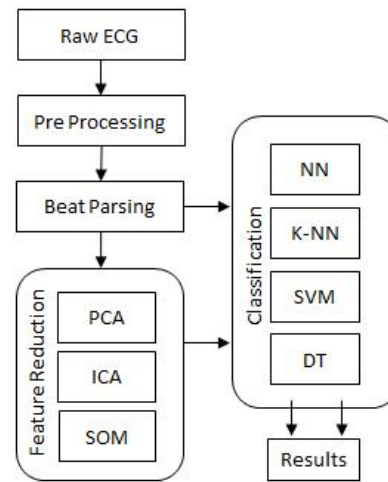 Raw ECG
Pre Processing
Beat Parsing
Feature Reduction
PCA
ICA
SOM
Classification
NN
K-NN
SVM
DT
Results